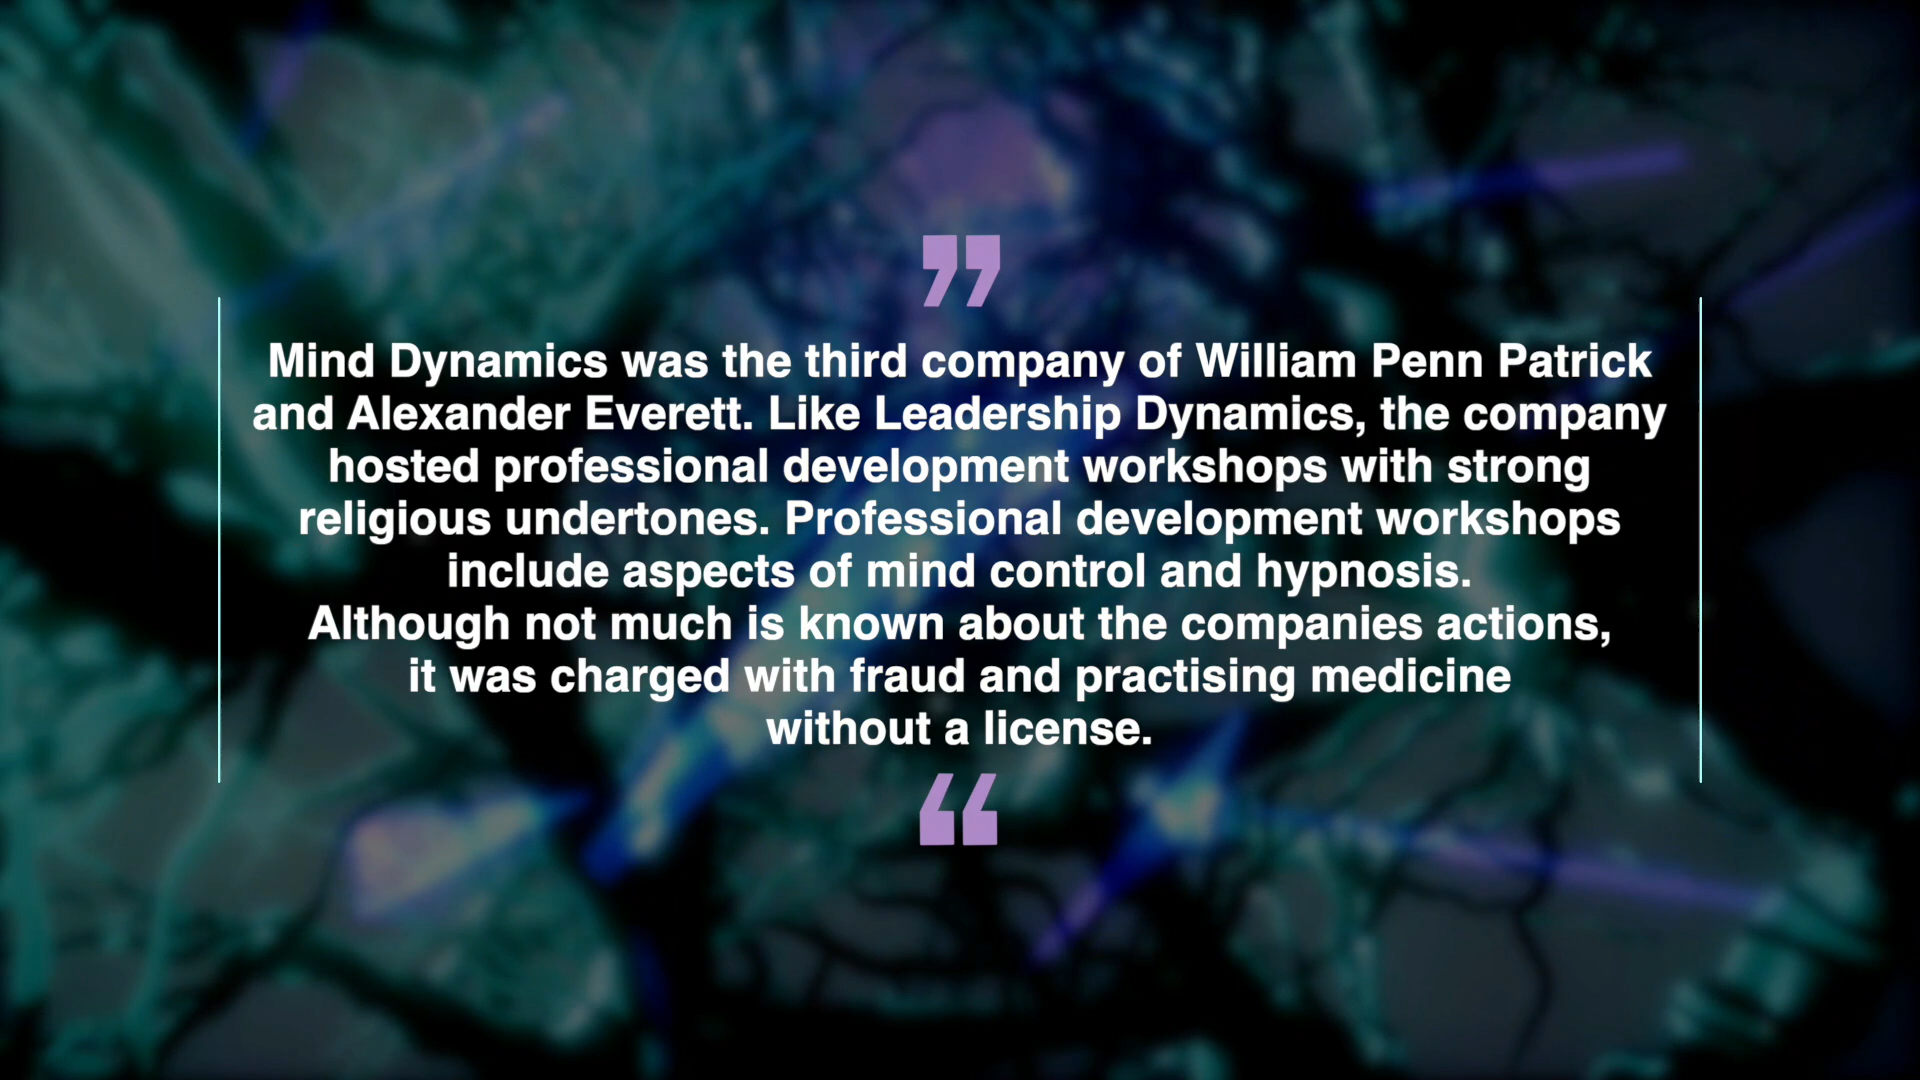 ”
Mind Dynamics was the third company of William Penn Patrick
and Alexander Everett. Like Leadership Dynamics, the company
hosted professional development workshops with strong
religious undertones. Professional development workshops
include aspects of mind control and hypnosis.
Although not much is known about the companies actions,
it was charged with fraud and practising medicine
without a license.
“